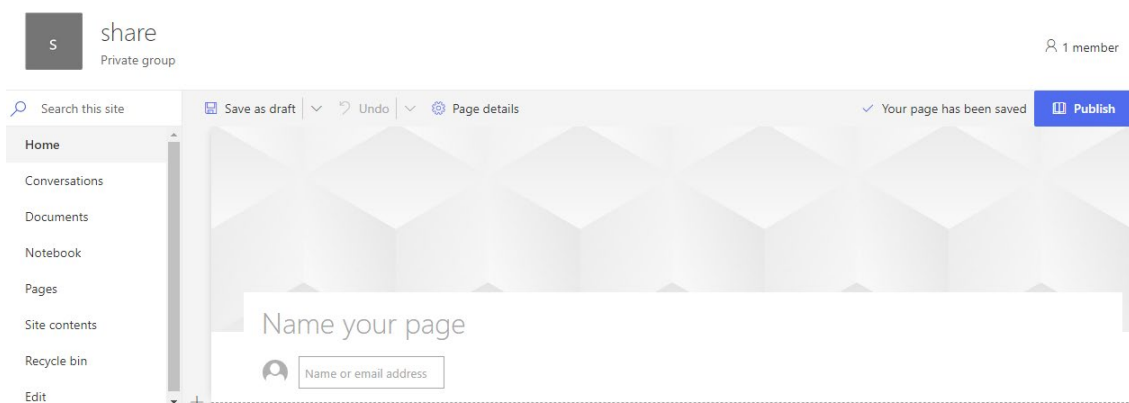 S
share
Private group
1 member
Search this site
Save as draft
Undo
Page details
Your page has been saved
Publish
Home
Conversations
Documents
Notebook
Pages
Site contents
Recycle bin
Edit
Name your page
Name or email address